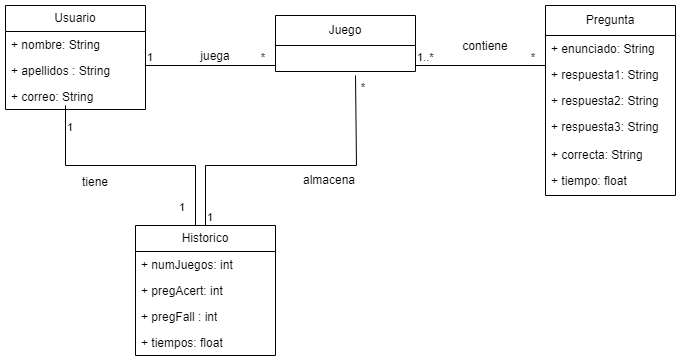 Usuario
+ nombre: String
+ apellidos : String
+ correo: String
1
juega
*
Juego
1..*
contiene
*
Pregunta
+ enunciado: String
+ respuesta1: String
+ respuesta2: String
+ respuesta3: String
+ correcta: String
+ tiempo: float
1
tiene
1
*
almacena
1
Historico
+ numJuegos: int
+ pregAcert: int
+ pregFall : int
+ tiempos: float